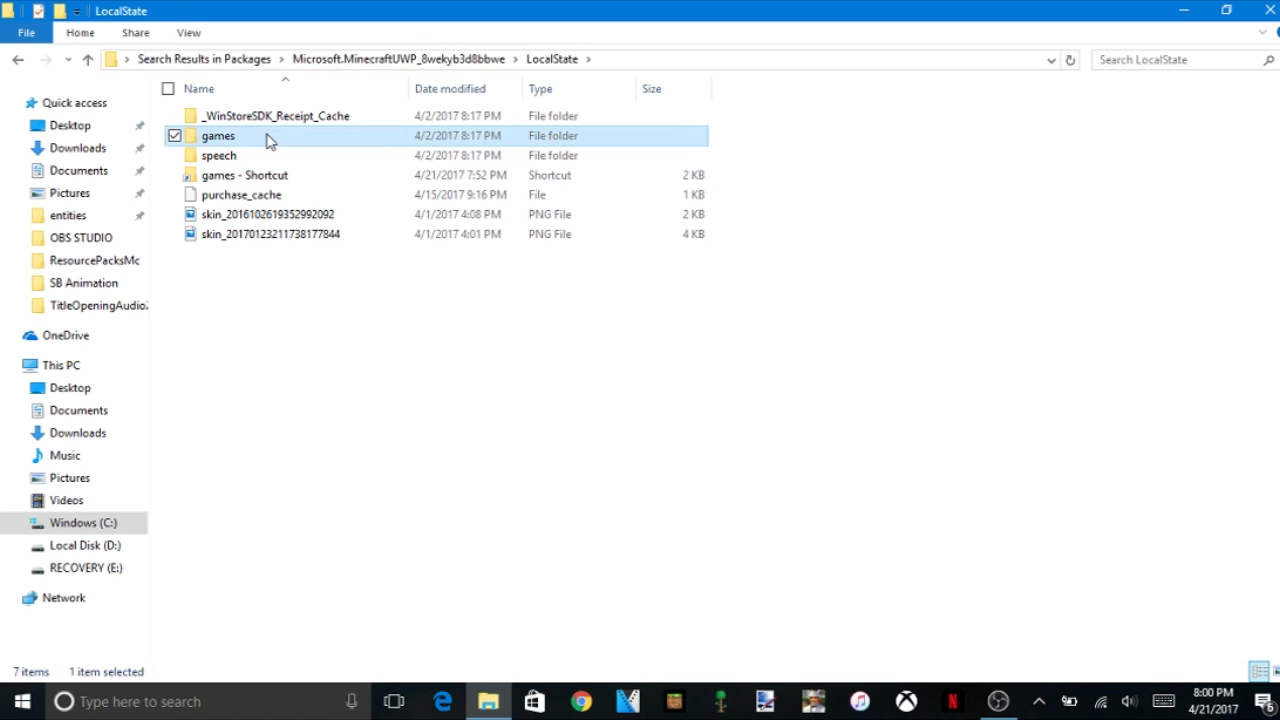 LocalState
File Home Share View
Search Results in Packages Microsoft.MinecraftUWP_8wekyb3d8bbwe LocalState
Search LocalState
Name Date modified Type Size
_WinStoreSDK_Receipt_Cache 4/2/2017 8:17 PM File folder
games 4/2/2017 8:17 PM File folder
speech 4/2/2017 8:17 PM File folder
games - Shortcut 4/21/2017 7:52 PM Shortcut 2 KB
purchase_cache 4/15/2017 9:16 PM File 1 KB
skin_2016102619352992092 4/1/2017 4:08 PM PNG File 2 KB
skin_20170123211738177844 4/1/2017 4:01 PM PNG File 4 KB
Quick access
Desktop
Downloads
Documents
Pictures
entities
OBS STUDIO
ResourcePacksMc
SB Animation
TitleOpeningAudio
OneDrive
This PC
Desktop
Documents
Downloads
Music
Pictures
Videos
Windows (C:)
Local Disk (D:)
RECOVERY (E:)
Network
7 items 1 item selected
Type here to search
8:00 PM
4/21/2017
6